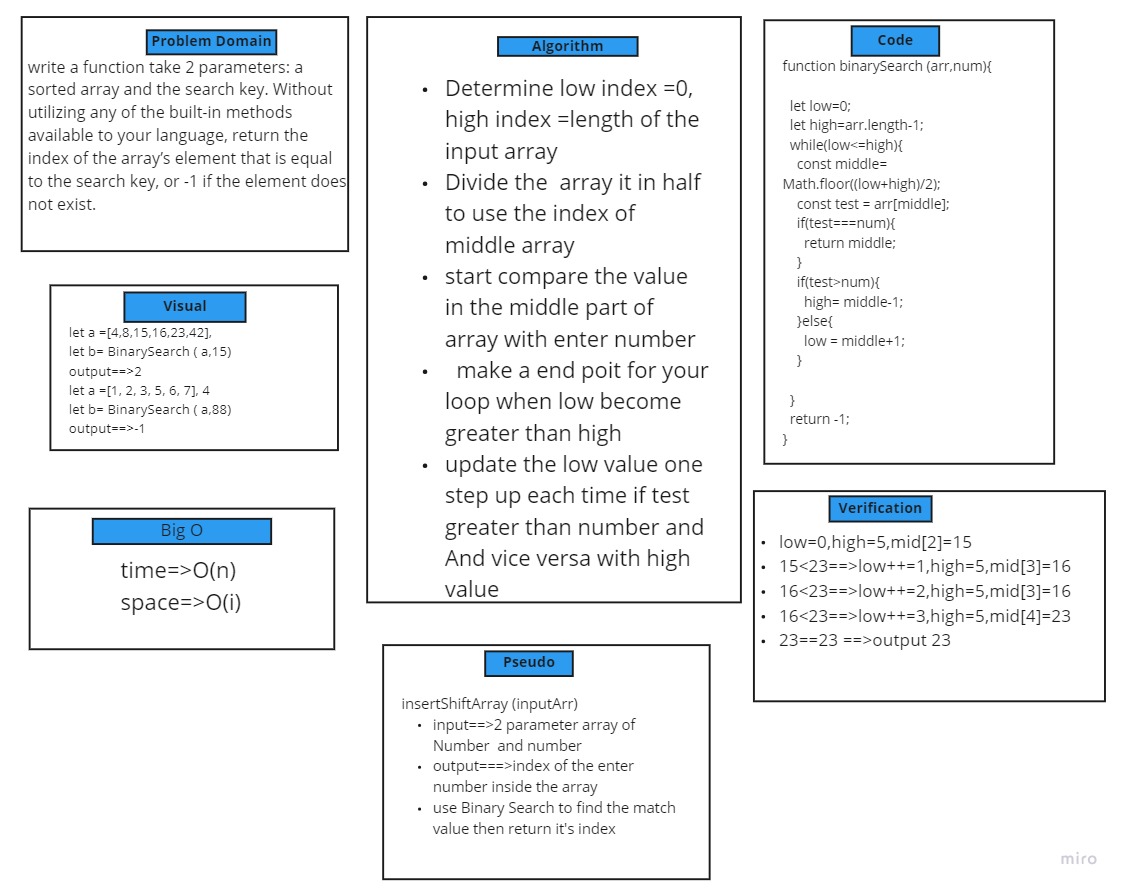 Problem Domain
write a function take 2 parameters: a
sorted array and the search key. Without
utilizing any of the built-in methods
available to your language, return the
index of the array’s element that is equal
to the search key, or -1 if the element does
not exist.
Visual
let a =[4,8,15,16,23,42],
let b= BinarySearch ( a,15)
output==>2
let a =[1, 2, 3, 5, 6, 7], 4
let b= BinarySearch ( a,88)
output==>-1
Big O
time=>O(n)
space=>O(i)
Algorithm
• Determine low index =0,
high index =length of the
input array
• Divide the array it in half
to use the index of
middle array
• start compare the value
in the middle part of
array with enter number
• make a end poit for your
loop when low become
greater than high
• update the low value one
step up each time if test
greater than number and
And vice versa with high
value
Pseudo
insertShiftArray (inputArr)
• input==>2 parameter array of
Number and number
• output===>index of the enter
number inside the array
• use Binary Search to find the match
value then return it's index
Code
function binarySearch (arr,num){
let low=0;
let high=arr.length-1;
while(low<=high){
const middle=
Math.floor((low+high)/2);
const test = arr[middle];
if(test===num){
return middle;
}
if(test>num){
high= middle-1;
}else{
low = middle+1;
}
}
return -1;
}
Verification
• low=0,high=5,mid[2]=15
• 15<23==>low++=1,high=5,mid[3]=16
• 16<23==>low++=2,high=5,mid[3]=16
• 16<23==>low++=3,high=5,mid[4]=23
• 23==23 ==>output 23
miro